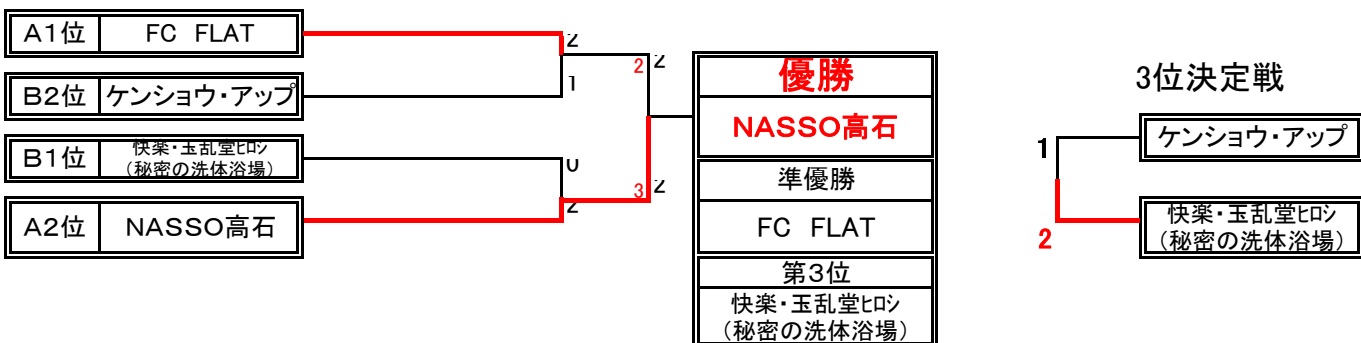 A1位 FC FLAT
2
B2位 ケンショウ・アップ
1
B1位 快楽・玉乱堂ヒロシ
(秘密の洗体浴場)
0
A2位 NASSO高石
2
2 2
3 2
優勝
NASSO高石
準優勝
FC FLAT
第3位
快楽・玉乱堂ヒロシ
(秘密の洗体浴場)
3位決定戦
1 ケンショウ・アップ
2 快楽・玉乱堂ヒロシ
(秘密の洗体浴場)